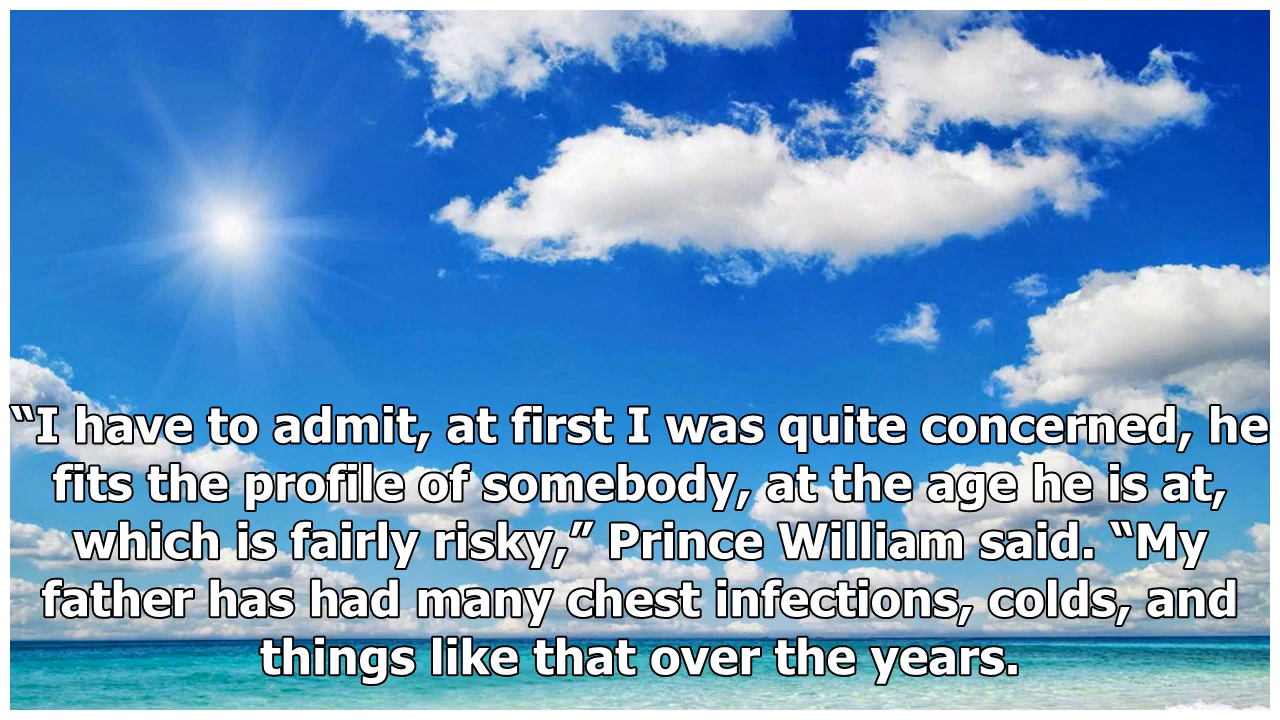 “I have to admit, at first I was quite concerned, he
fits the profile of somebody, at the age he is at,
which is fairly risky,” Prince William said. “My
father has had many chest infections, colds, and
things like that over the years.